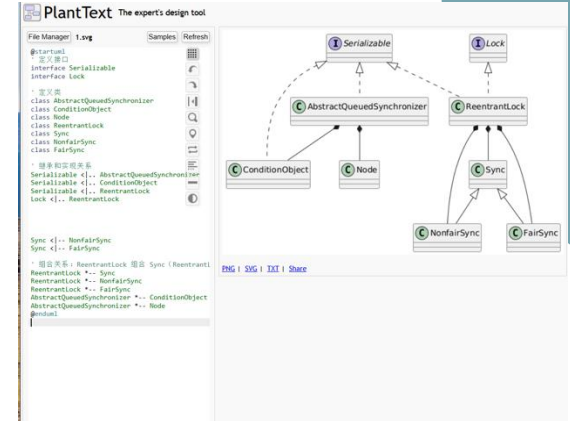 PlantText The expert's design tool
File Manager 1.svg Samples Refresh
@startuml
' 定义接口
interface Serializable
interface Lock
' 定义类
class AbstractQueuedSynchronizer
class ConditionObject
class Node
class ReentrantLock
class Sync
class NonfairSync
class FairSync
' 继承和实现关系
Serializable <|.. AbstractQueuedSynchronizer
Serializable <|.. ConditionObject
Serializable <|.. ReentrantLock
Lock <|.. ReentrantLock
Sync <|-- NonfairSync
Sync <|-- FairSync
' 组合关系：ReentrantLock 组合 Sync（Reentrantl
ReentrantLock *-- Sync
ReentrantLock *-- NonfairSync
ReentrantLock *-- FairSync
AbstractQueuedSynchronizer *-- ConditionObject
AbstractQueuedSynchronizer *-- Node
@enduml
I Serializable
I Lock
C AbstractQueuedSynchronizer
C ReentrantLock
C ConditionObject
C Node
C Sync
C NonfairSync
C FairSync
PNG | SVG | TXT | Share